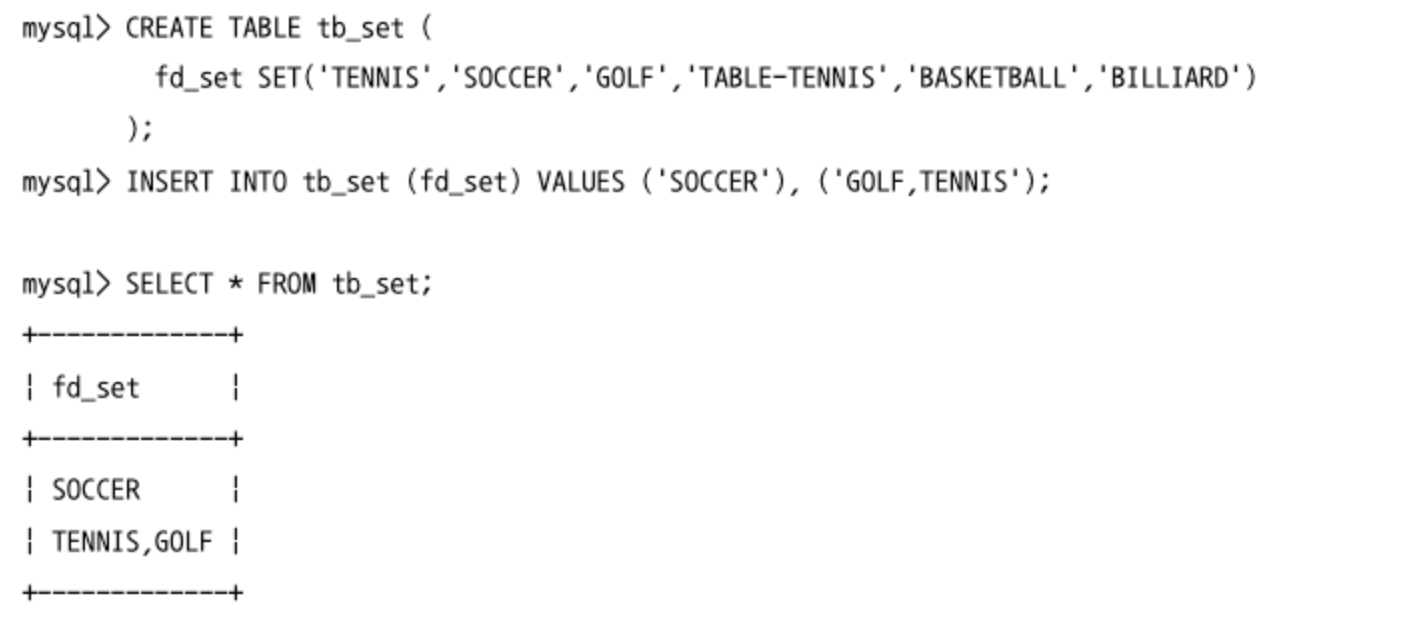 mysql> CREATE TABLE tb_set (
fd_set SET('TENNIS','SOCCER','GOLF','TABLE-TENNIS','BASKETBALL','BILLIARD')
);
mysql> INSERT INTO tb_set (fd_set) VALUES ('SOCCER'), ('GOLF,TENNIS');
mysql> SELECT * FROM tb_set;
+-------------+
| fd_set      |
+-------------+
| SOCCER      |
| TENNIS,GOLF |
+-------------+